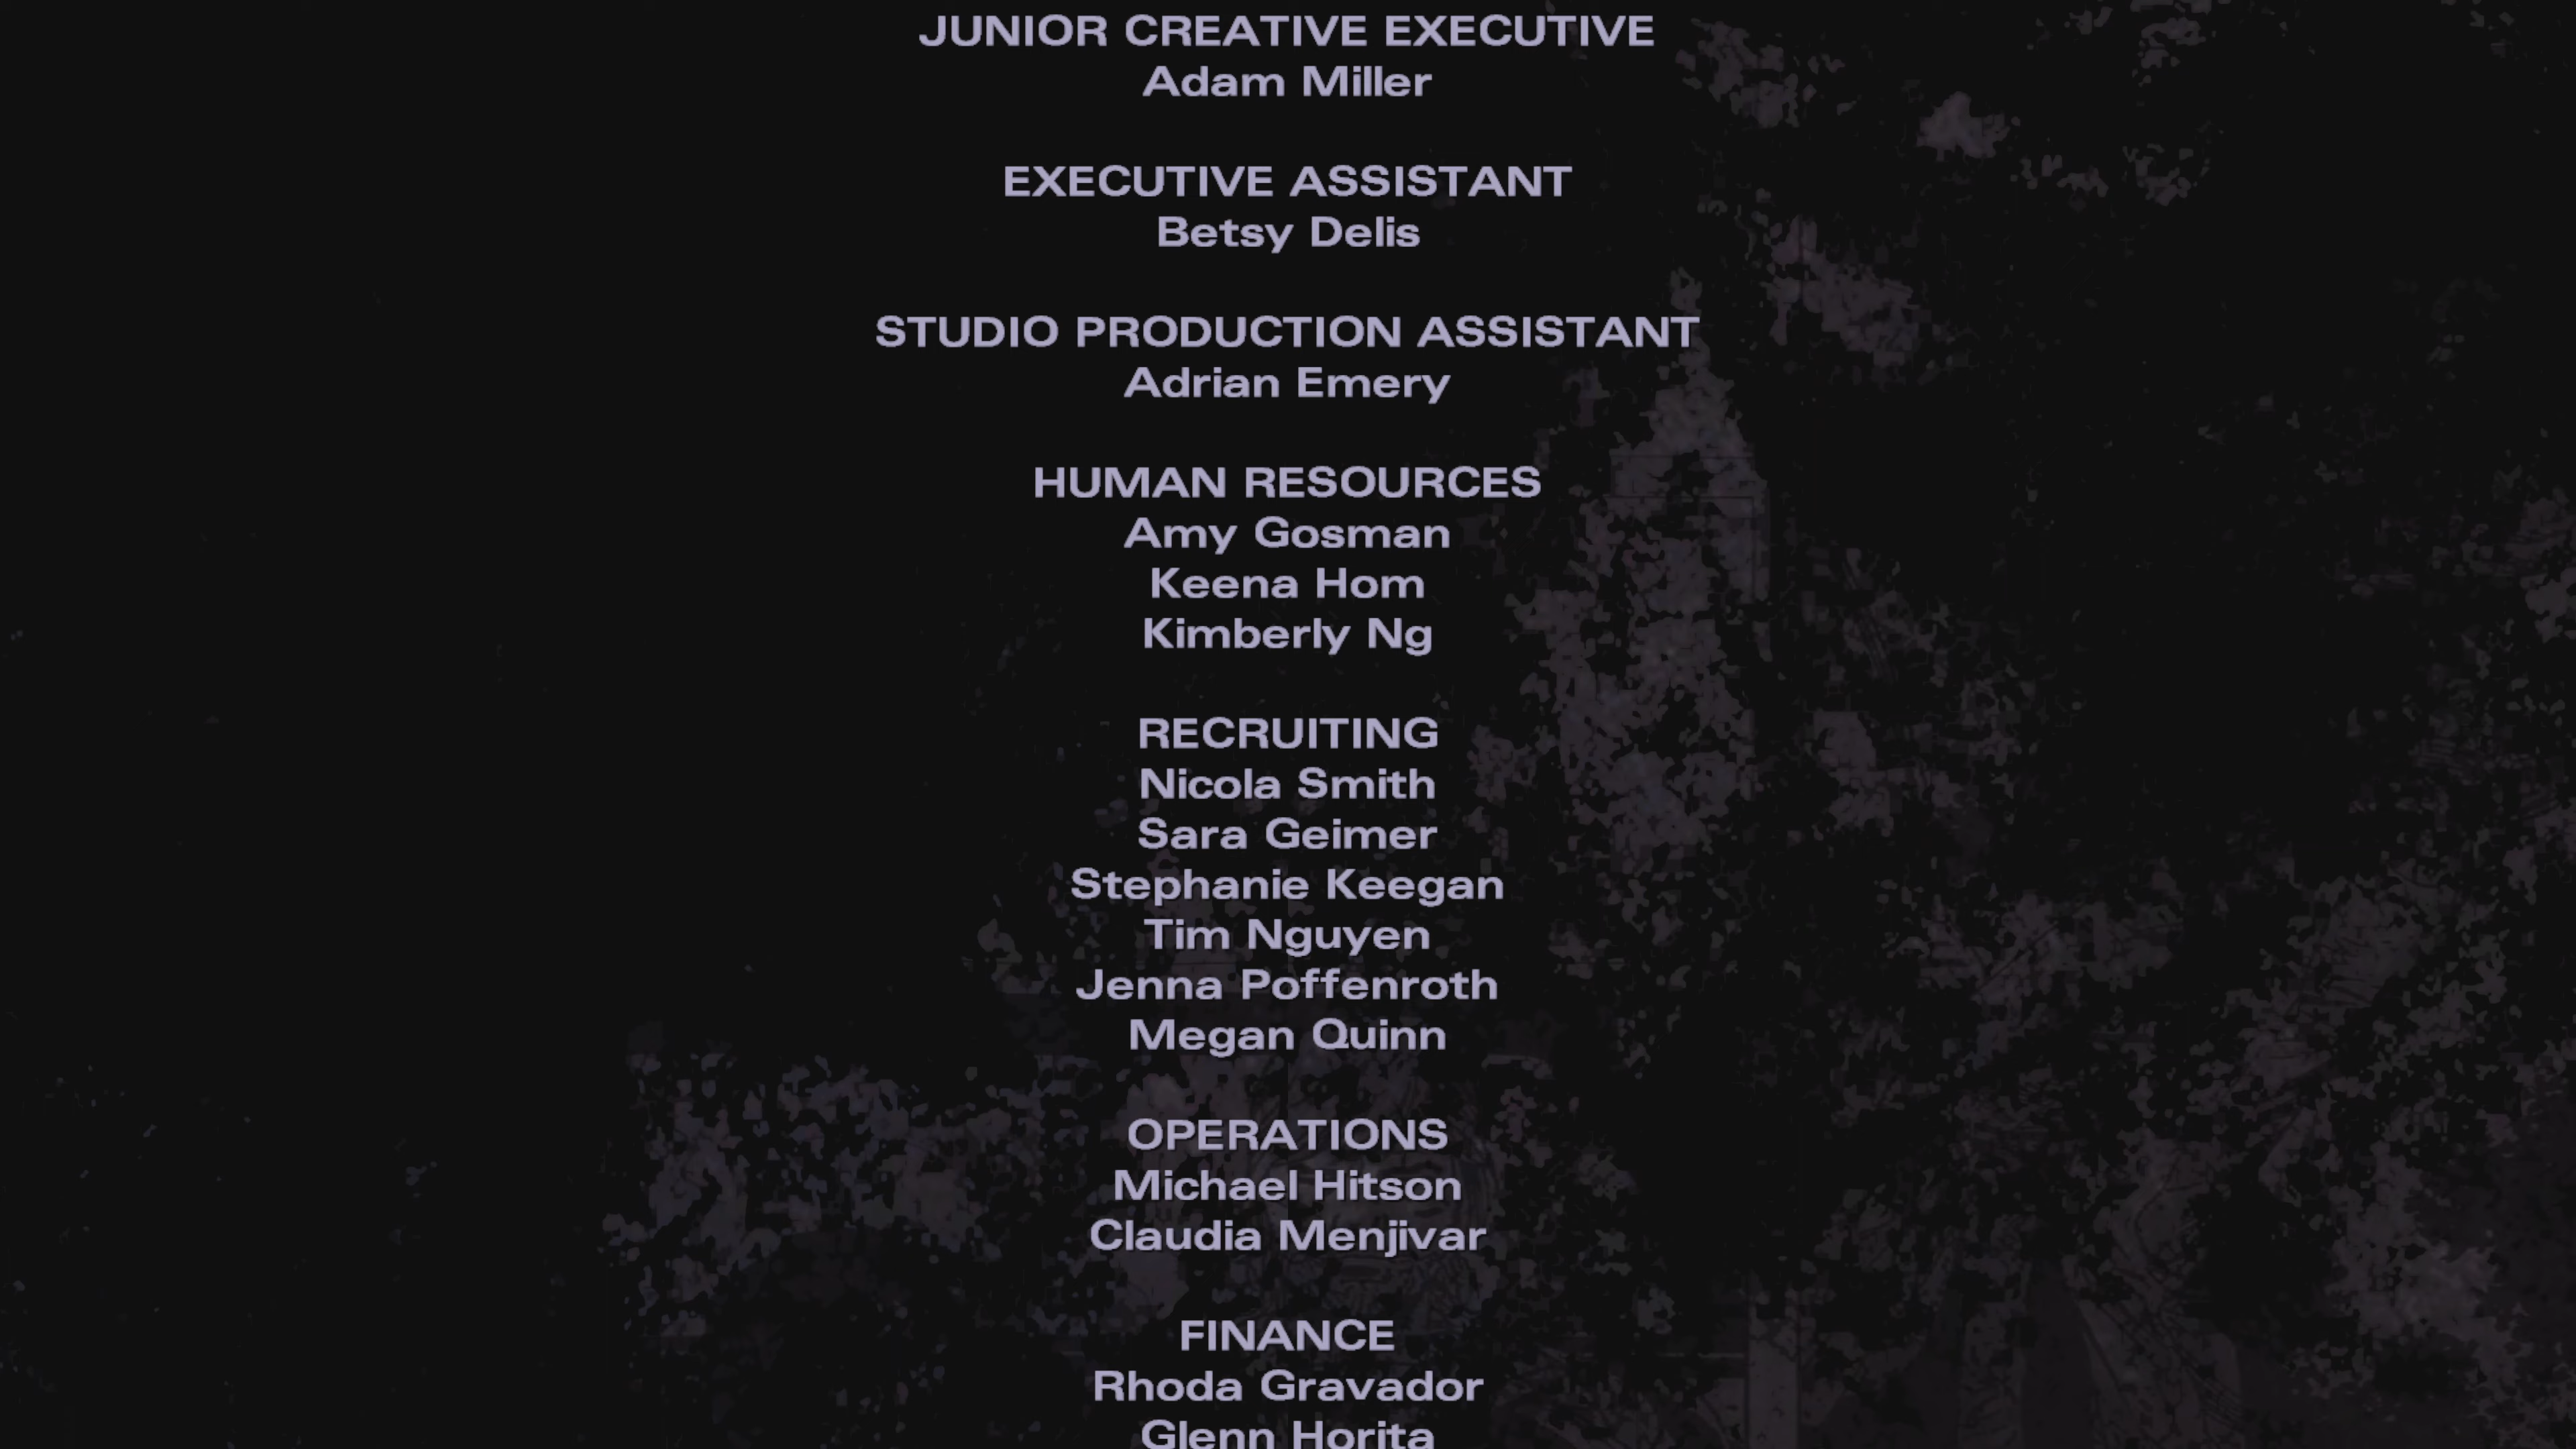 JUNIOR CREATIVE EXECUTIVE
Adam Miller
EXECUTIVE ASSISTANT
Betsy Delis
STUDIO PRODUCTION ASSISTANT
Adrian Emery
HUMAN RESOURCES
Amy Gosman
Keena Hom
Kimberly Ng
RECRUITING
Nicola Smith
Sara Geimer
Stephanie Keegan
Tim Nguyen
Jenna Poffenroth
Megan Quinn
OPERATIONS
Michael Hitson
Claudia Menjivar
FINANCE
Rhoda Gravador
Glenn Horita